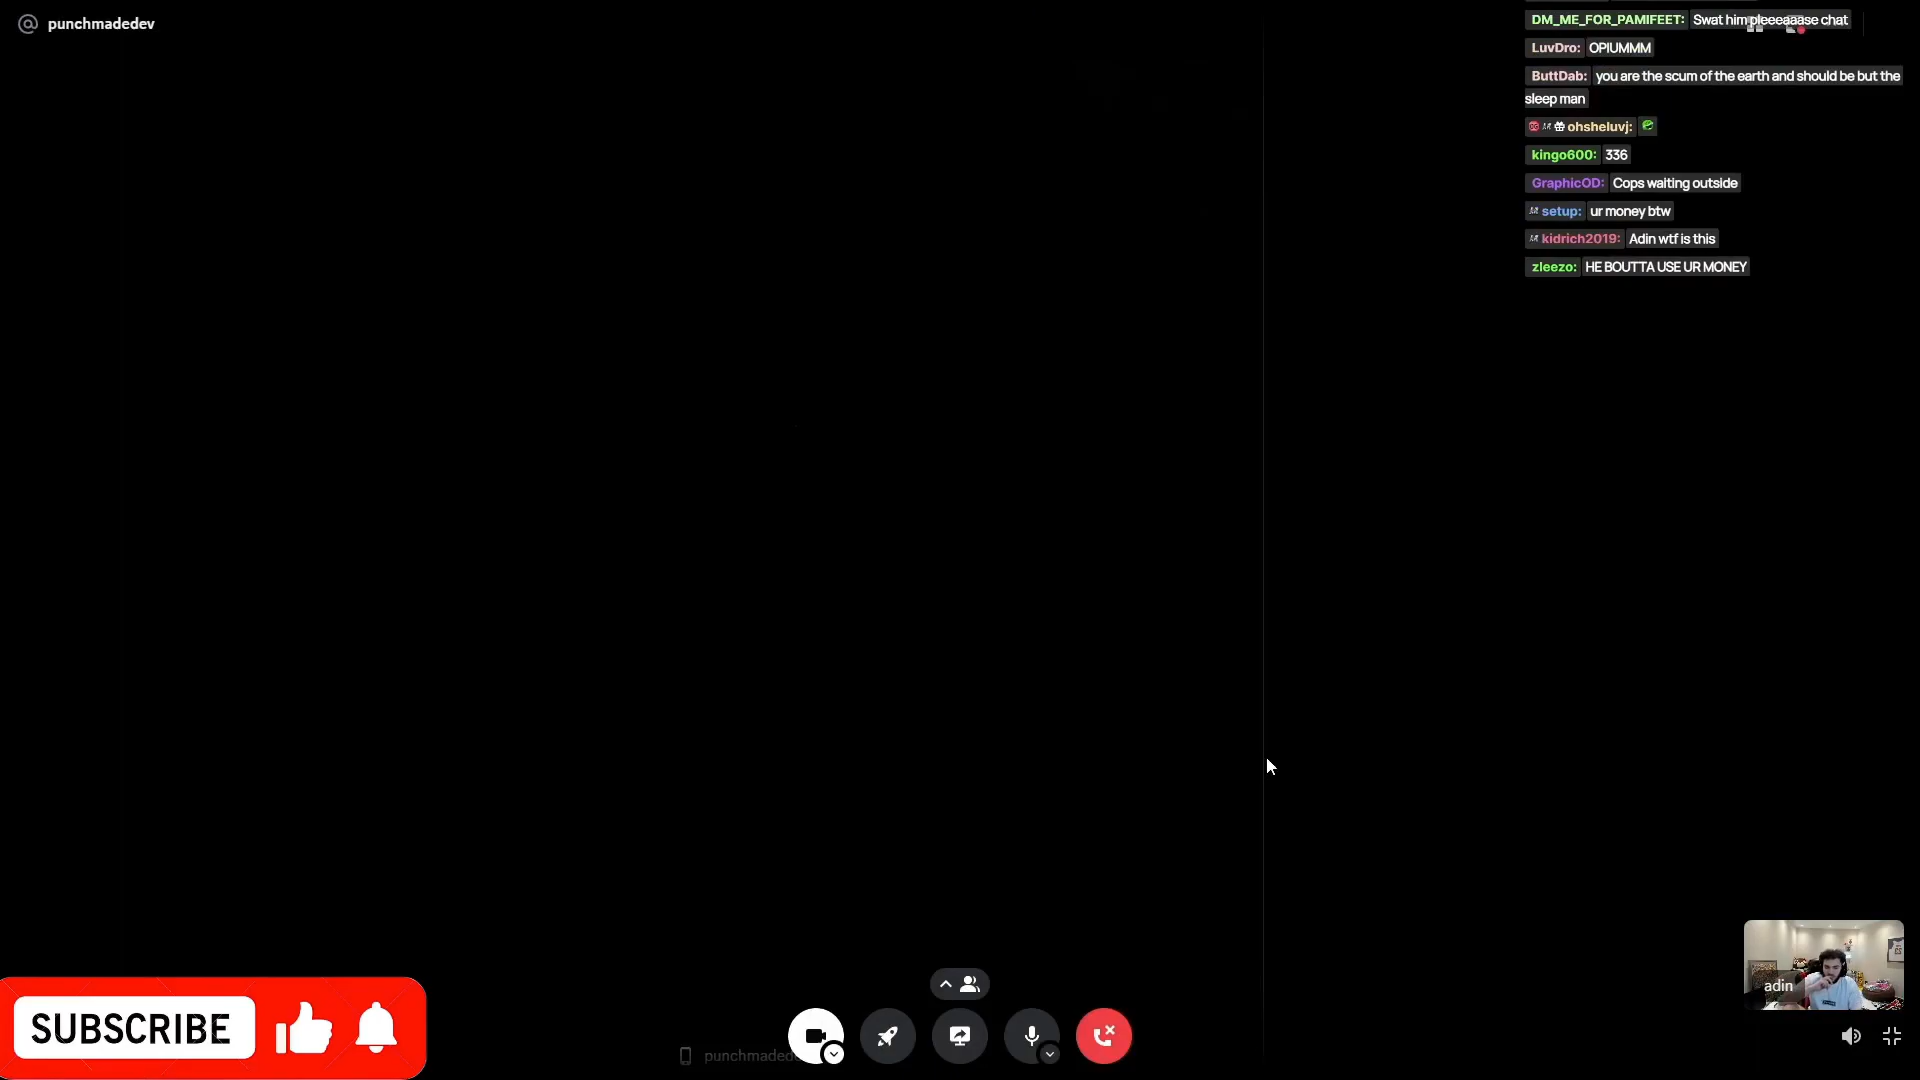 punchmadedev
DM_ME_FOR_PAMIFEET: Swat him pleeeaaase chat
LuvDro: OPIUMMM
ButtDab: you are the scum of the earth and should be but the
sleep man
ohsheluvj:
kingo600: 336
GraphicOD: Cops waiting outside
setup: ur money btw
kidrich2019: Adin wtf is this
zleezo: HE BOUTTA USE UR MONEY
adin
SUBSCRIBE
punchmadede